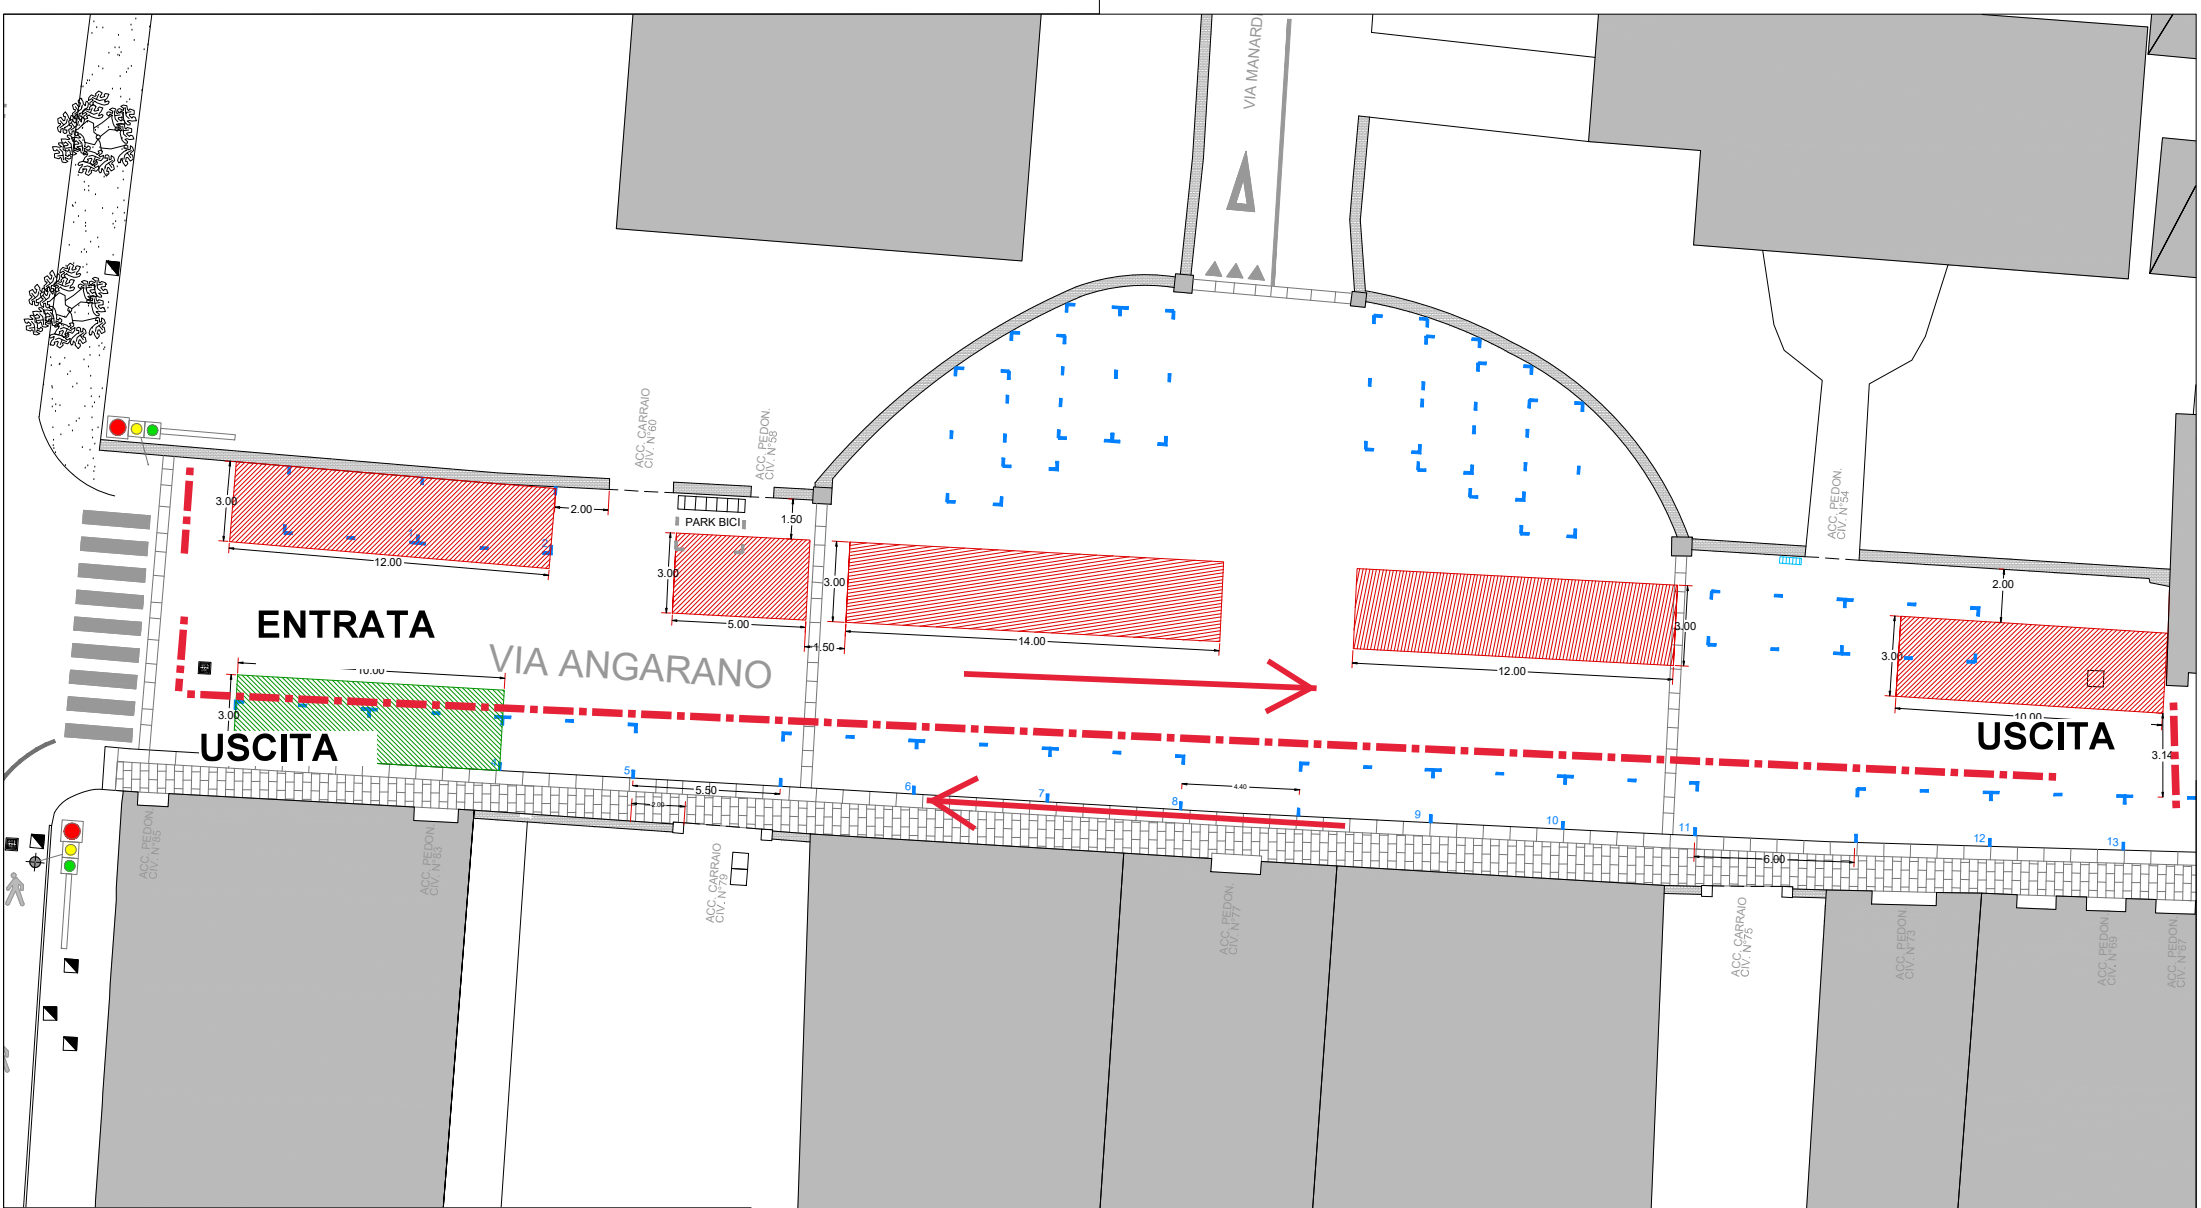 VIA MANARD
ACC. CARRAIO
CIV. N°60
ACC. PEDON.
CIV. N°58
ACC. PEDON.
CIV. N°54
3.00
2.00
12.00
PARK BICI
1.50
3.00
5.00
1.50
3.00
14.00
3.00
12.00
2.00
3.00
10.00
3.14
ENTRATA
VIA ANGARANO
10.00
3.00
USCITA
USCITA
4
5
5.50
2.00
6
7
8
4.40
9
10
11
6.00
12
13
ACC. PEDON.
CIV. N°85
ACC. PEDON.
CIV. N°83
ACC. CARRAIO
CIV. N°79
ACC. PEDON.
CIV. N°77
ACC. CARRAIO
CIV. N°75
ACC. PEDON.
CIV. N°73
ACC. PEDON.
CIV. N°69
ACC. PEDON.
CIV. N°67